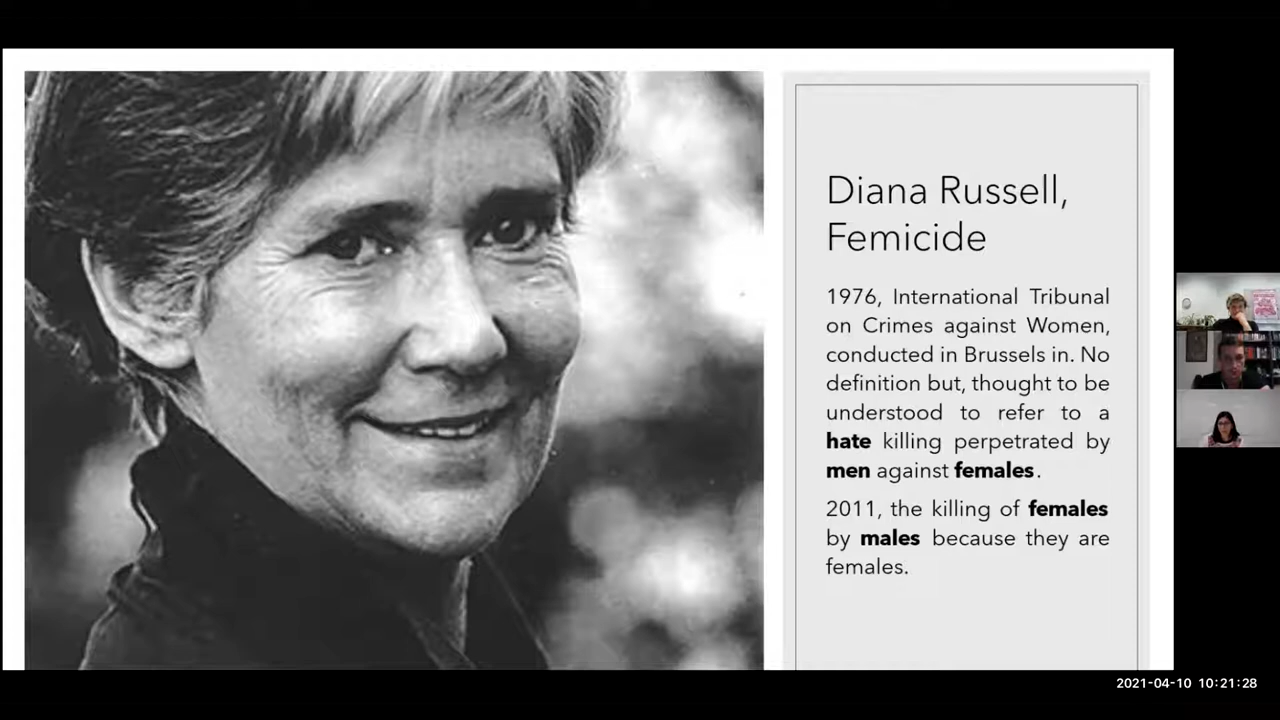 Diana Russell,
Femicide
1976, International Tribunal
on Crimes against Women,
conducted in Brussels in. No
definition but, thought to be
understood to refer to a
hate killing perpetrated by
men against females.
2011, the killing of females
by males because they are
females.
2021-04-10 10:21:28